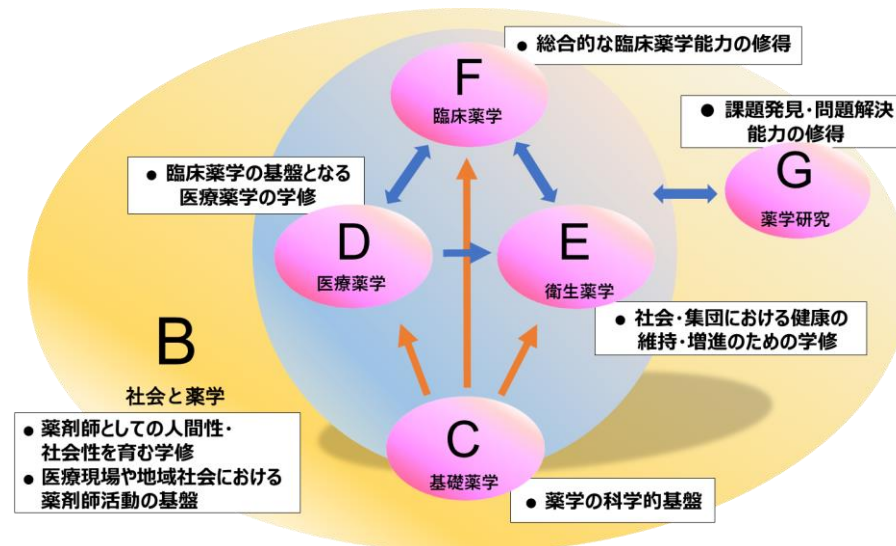 ● 総合的な臨床薬学能力の修得
F
臨床薬学
● 課題発見・問題解決
能力の修得
G
薬学研究
● 臨床薬学の基盤となる
医療薬学の学修
D
医療薬学
E
衛生薬学
● 社会・集団における健康の
維持・増進のための学修
B
社会と薬学
● 薬剤師としての人間性・
社会性を育む学修
● 医療現場や地域社会における
薬剤師活動の基盤
C
基礎薬学
● 薬学の科学的基盤